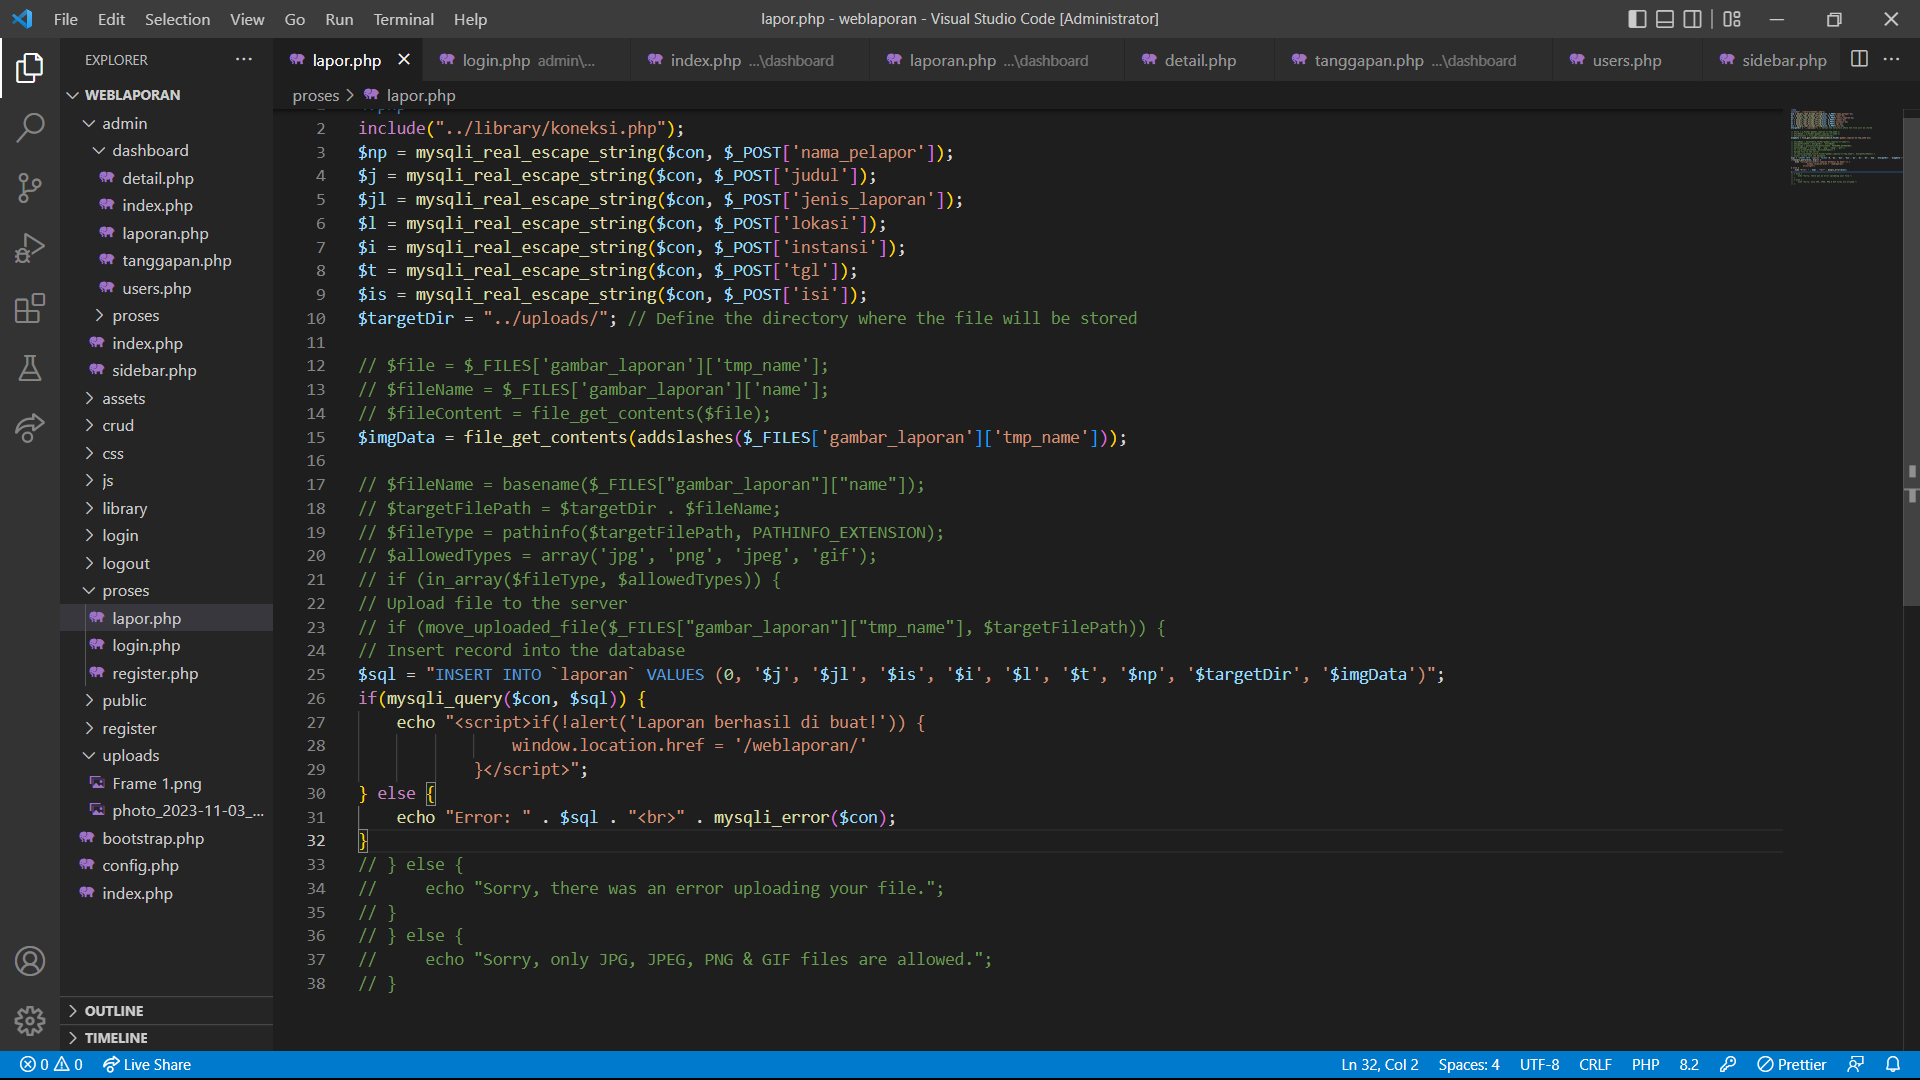 File Edit Selection View Go Run Terminal Help
lapor.php - weblaporan - Visual Studio Code [Administrator]
EXPLORER
lapor.php
login.php admin\...
index.php ...\dashboard
laporan.php ...\dashboard
detail.php
tanggapan.php ...\dashboard
users.php
sidebar.php
proses > lapor.php
WEBLAPORAN
admin
dashboard
detail.php
index.php
laporan.php
tanggapan.php
users.php
proses
index.php
sidebar.php
assets
crud
css
js
library
login
logout
proses
lapor.php
login.php
register.php
public
register
uploads
Frame 1.png
photo_2023-11-03_...
bootstrap.php
config.php
index.php
OUTLINE
TIMELINE
2 include("../library/koneksi.php");
3 $np = mysqli_real_escape_string($con, $_POST['nama_pelapor']);
4 $j = mysqli_real_escape_string($con, $_POST['judul']);
5 $jl = mysqli_real_escape_string($con, $_POST['jenis_laporan']);
6 $l = mysqli_real_escape_string($con, $_POST['lokasi']);
7 $i = mysqli_real_escape_string($con, $_POST['instansi']);
8 $t = mysqli_real_escape_string($con, $_POST['tgl']);
9 $is = mysqli_real_escape_string($con, $_POST['isi']);
10 $targetDir = "../uploads/"; // Define the directory where the file will be stored
11
12 // $file = $_FILES['gambar_laporan']['tmp_name'];
13 // $fileName = $_FILES['gambar_laporan']['name'];
14 // $fileContent = file_get_contents($file);
15 $imgData = file_get_contents(addslashes($_FILES['gambar_laporan']['tmp_name']));
16
17 // $fileName = basename($_FILES["gambar_laporan"]["name"]);
18 // $targetFilePath = $targetDir . $fileName;
19 // $fileType = pathinfo($targetFilePath, PATHINFO_EXTENSION);
20 // $allowedTypes = array('jpg', 'png', 'jpeg', 'gif');
21 // if (in_array($fileType, $allowedTypes)) {
22 // Upload file to the server
23 // if (move_uploaded_file($_FILES["gambar_laporan"]["tmp_name"], $targetFilePath)) {
24 // Insert record into the database
25 $sql = "INSERT INTO `laporan` VALUES (0, '$j', '$jl', '$is', '$i', '$l', '$t', '$np', '$targetDir', '$imgData')";
26 if(mysqli_query($con, $sql)) {
27 echo "<script>if(!alert('Laporan berhasil di buat!')) {
28 window.location.href = '/weblaporan/'
29 }</script>";
30 } else {
31 echo "Error: " . $sql . "<br>" . mysqli_error($con);
32 }
33 // } else {
34 // echo "Sorry, there was an error uploading your file.";
35 // }
36 // } else {
37 // echo "Sorry, only JPG, JPEG, PNG & GIF files are allowed.";
38 // }
0 0 Live Share
Ln 32, Col 2 Spaces: 4 UTF-8 CRLF PHP 8.2 Prettier